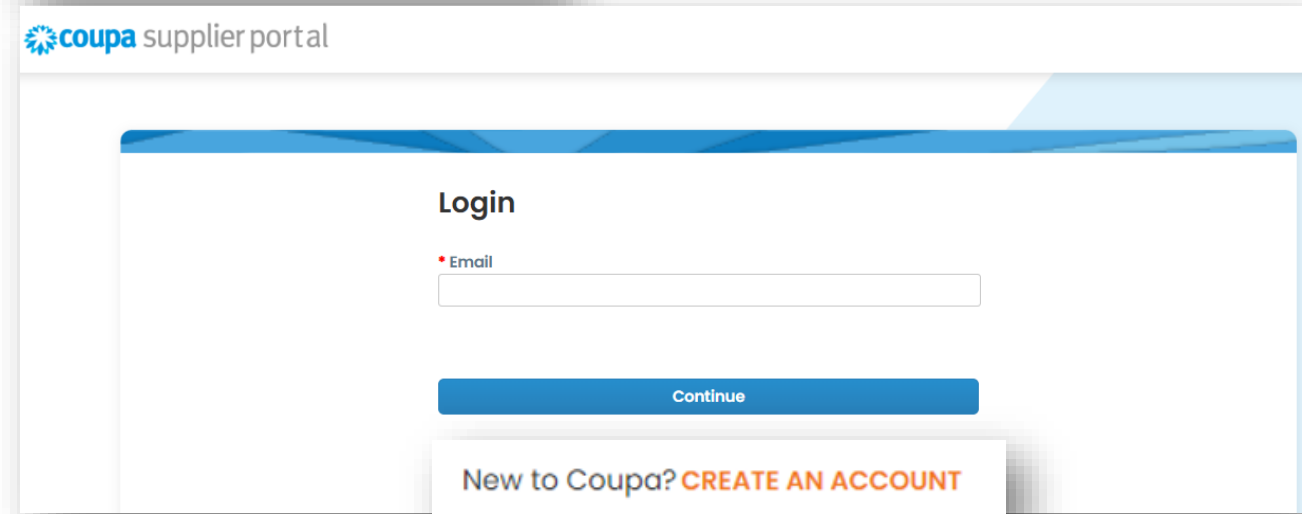 coupa supplier portal
Login
* Email
Continue
New to Coupa? CREATE AN ACCOUNT